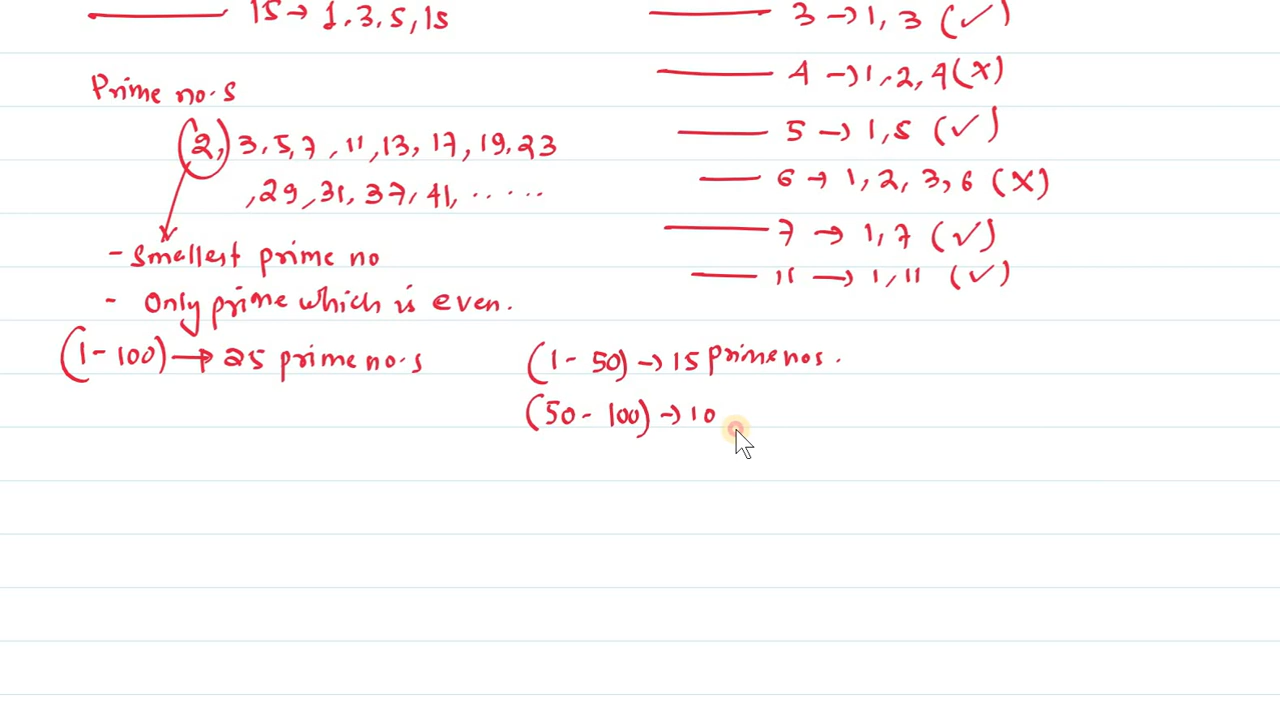 15 → 1, 3, 5, 15
Prime no.s
2, 3, 5, 7, 11, 13, 17, 19, 23
, 29, 31, 37, 41, ......
- Smellest prime no
- Only prime which is even.
(1 - 100) → 25 prime no.s
3 → 1, 3 (✓)
4 → 1, 2, 4 (X)
5 → 1, 5 (✓)
6 → 1, 2, 3, 6 (X)
7 → 1, 7 (✓)
11 → 1, 11 (✓)
(1 - 50) → 15 prime nos.
(50 - 100) → 10